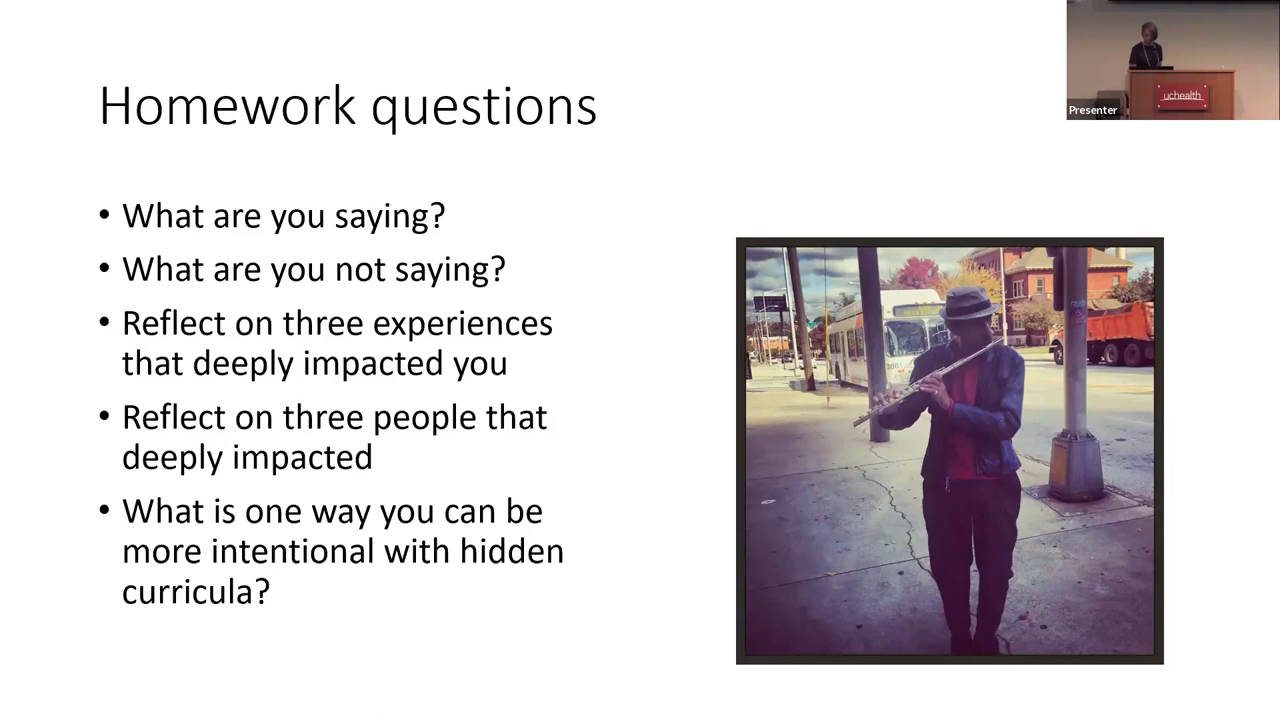 Homework questions
• What are you saying?
• What are you not saying?
• Reflect on three experiences
that deeply impacted you
• Reflect on three people that
deeply impacted
• What is one way you can be
more intentional with hidden
curricula?
uchealth
Presenter